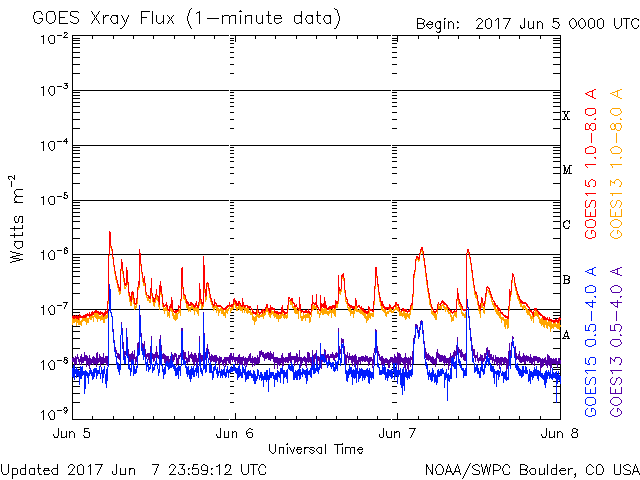 GOES Xray Flux (1-minute data)
Begin: 2017 Jun 5 0000 UTC
10-2
10-3
10-4
10-5
10-6
10-7
10-8
10-9
Watts m-2
X
M
C
B
A
GOES15 1.0-8.0 A
GOES13 1.0-8.0 A
GOES15 0.5-4.0 A
GOES13 0.5-4.0 A
Jun 5
Jun 6
Jun 7
Jun 8
Universal Time
Updated 2017 Jun 7 23:59:12 UTC
NOAA/SWPC Boulder, CO USA